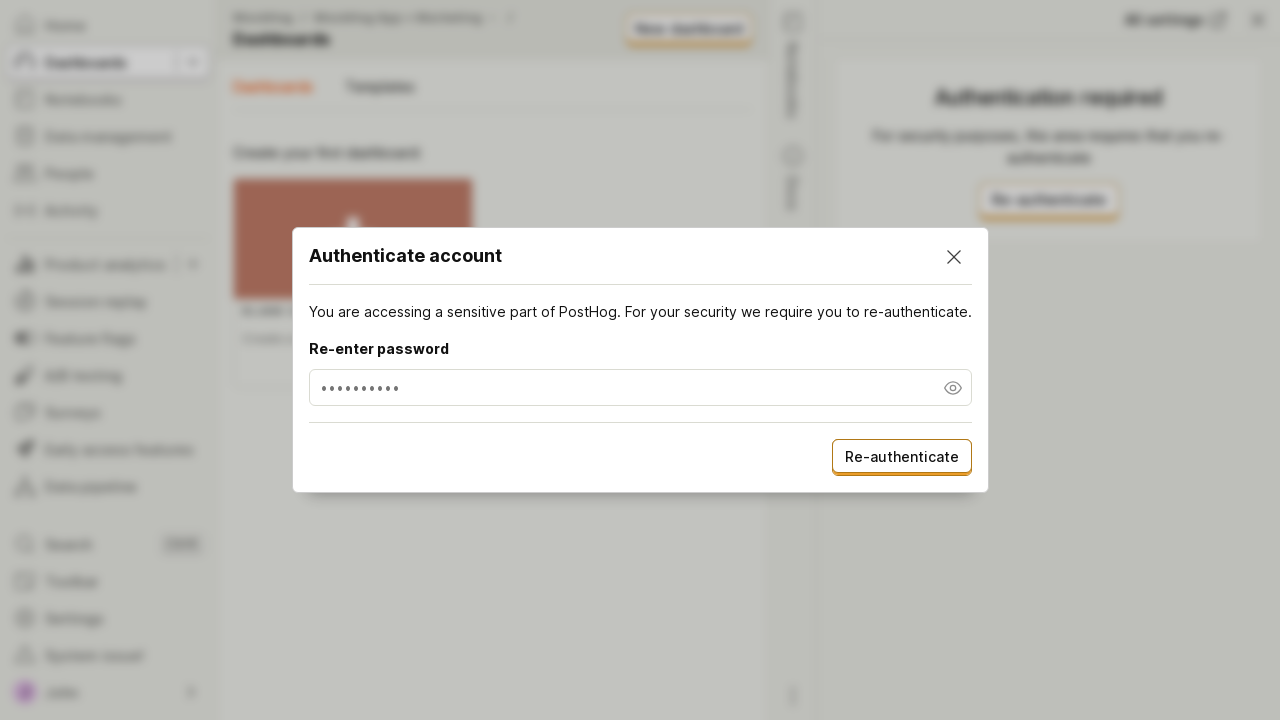 Home
Dashboards
Notebooks
Data management
People
Activity
Product analytics
Session replay
Feature flags
A/B testing
Surveys
Early access features
Data pipeline
Search
Toolbar
Settings
System issue!
Dashboards
New dashboard
Dashboards
Templates
Create your first dashboard
All settings
Authentication required
For security purposes, this area requires that you re-
authenticate
Re-authenticate
Authenticate account
You are accessing a sensitive part of PostHog. For your security we require you to re-authenticate.
Re-enter password
••••••••••
Re-authenticate